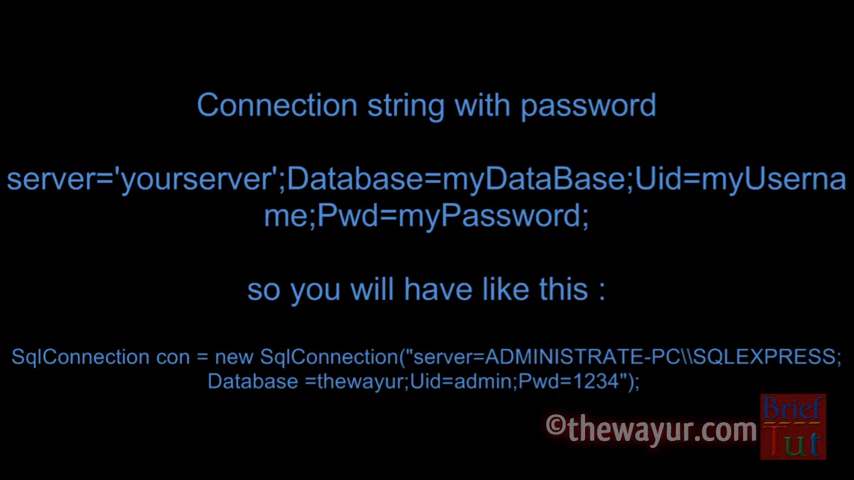 Connection string with password
server='yourserver';Database=myDataBase;Uid=myUserna
me;Pwd=myPassword;
so you will have like this :
SqlConnection con = new SqlConnection("server=ADMINISTRATE-PC\\SQLEXPRESS;
Database =thewayur;Uid=admin;Pwd=1234");
©thewayur.com
Brief
Tut